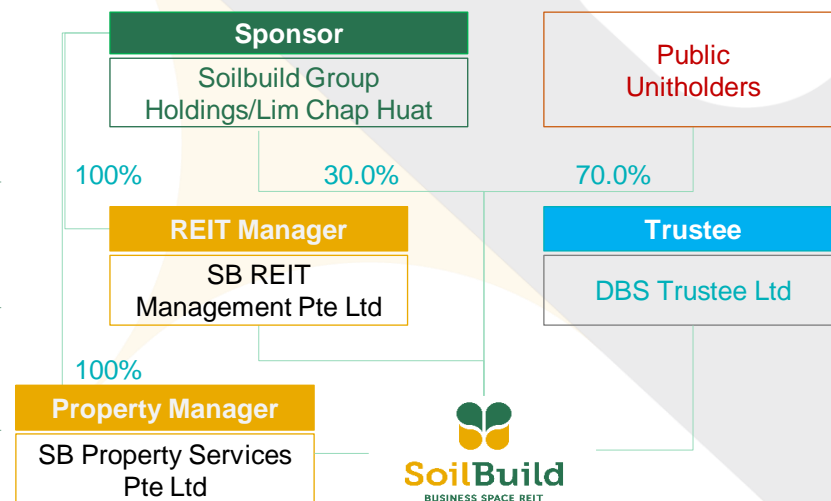 Sponsor
Soilbuild Group
Holdings/Lim Chap Huat
Public
Unitholders
100%
30.0%
70.0%
REIT Manager
SB REIT
Management Pte Ltd
Trustee
DBS Trustee Ltd
100%
Property Manager
SB Property Services
Pte Ltd
SoilBuild
BUSINESS SPACE REIT